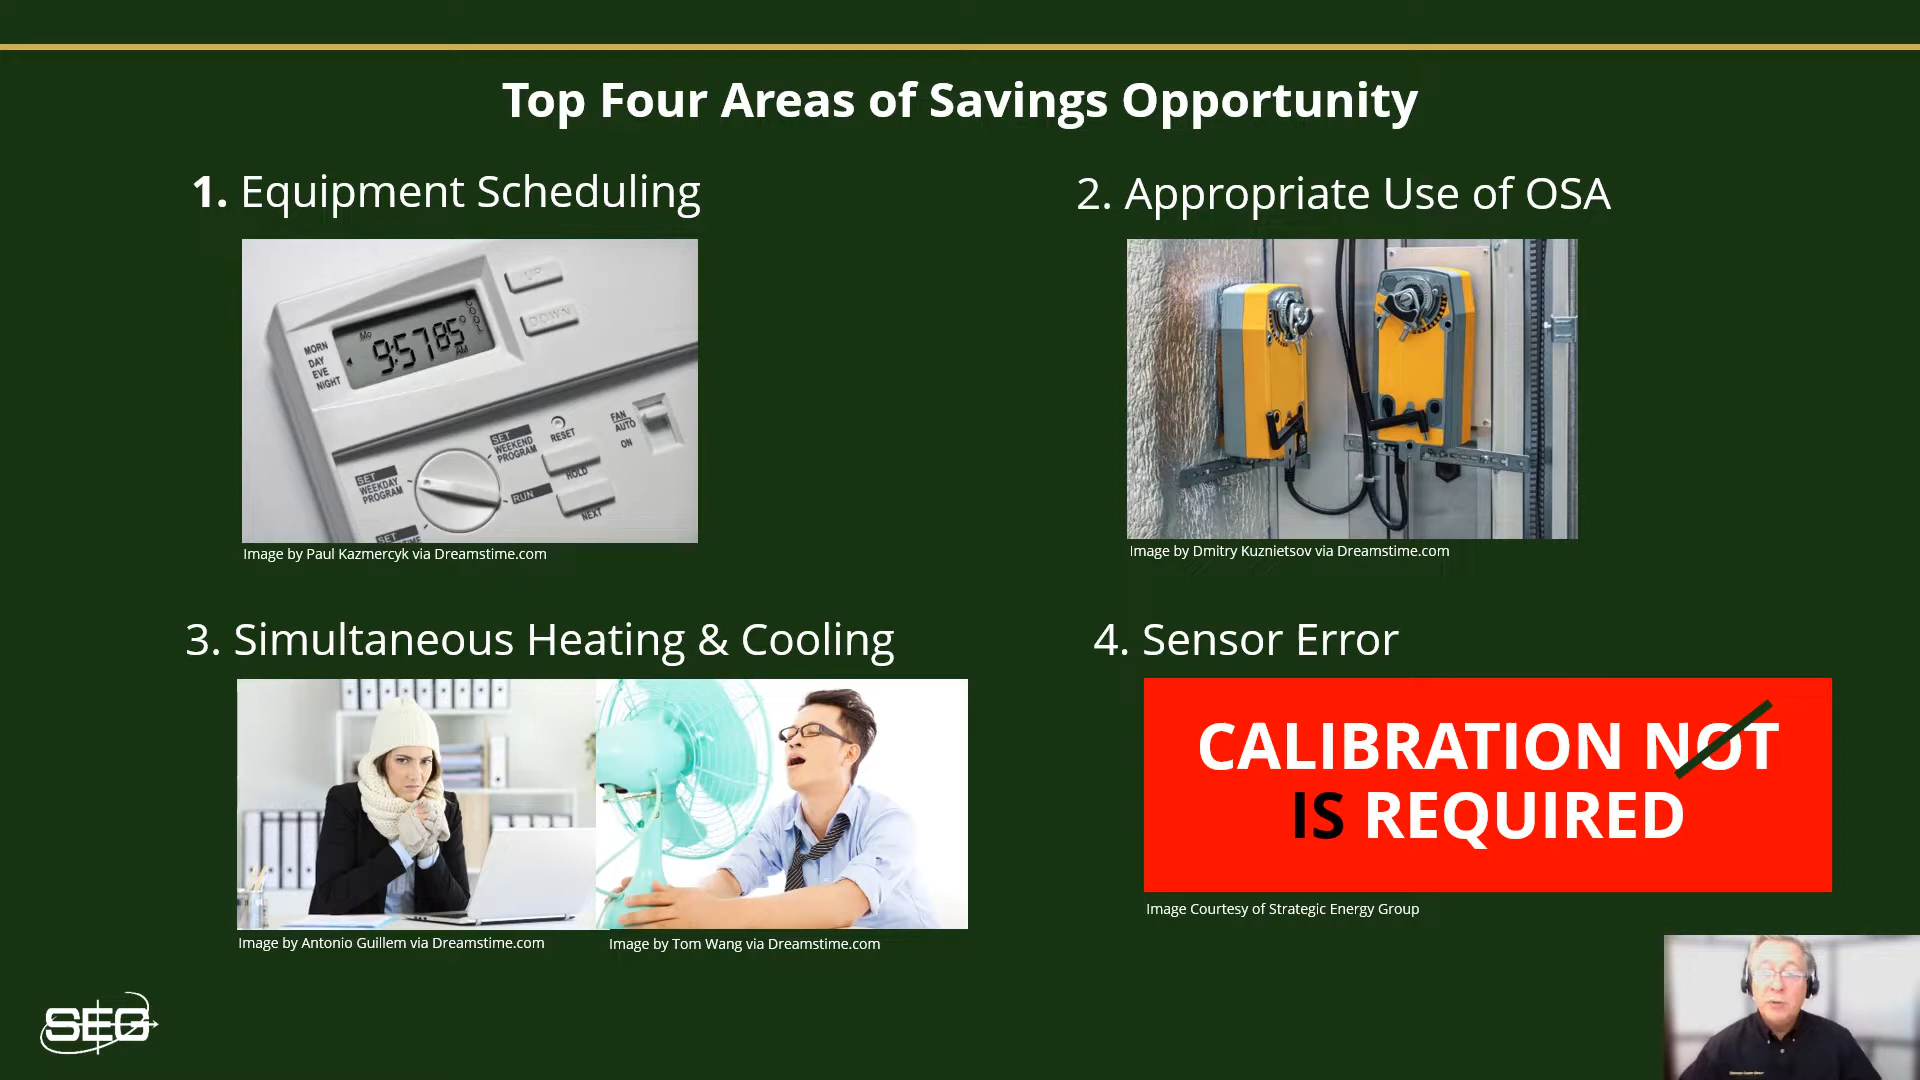 Top Four Areas of Savings Opportunity
1. Equipment Scheduling
2. Appropriate Use of OSA
UP
DOWN
MORN
DAY
EVE
NIGHT
Mo
9:57 85°
AM
COOL
SET
WEEKEND
PROGRAM
RESET
FAN
AUTO
ON
HOLD
SET
WEEKDAY
PROGRAM
RUN
NEXT
SET
Image by Paul Kazmercyk via Dreamstime.com
Image by Dmitry Kuznietsov via Dreamstime.com
3. Simultaneous Heating & Cooling
4. Sensor Error
CALIBRATION NOT
IS REQUIRED
Image by Antonio Guillem via Dreamstime.com
Image by Tom Wang via Dreamstime.com
Image Courtesy of Strategic Energy Group
SEG